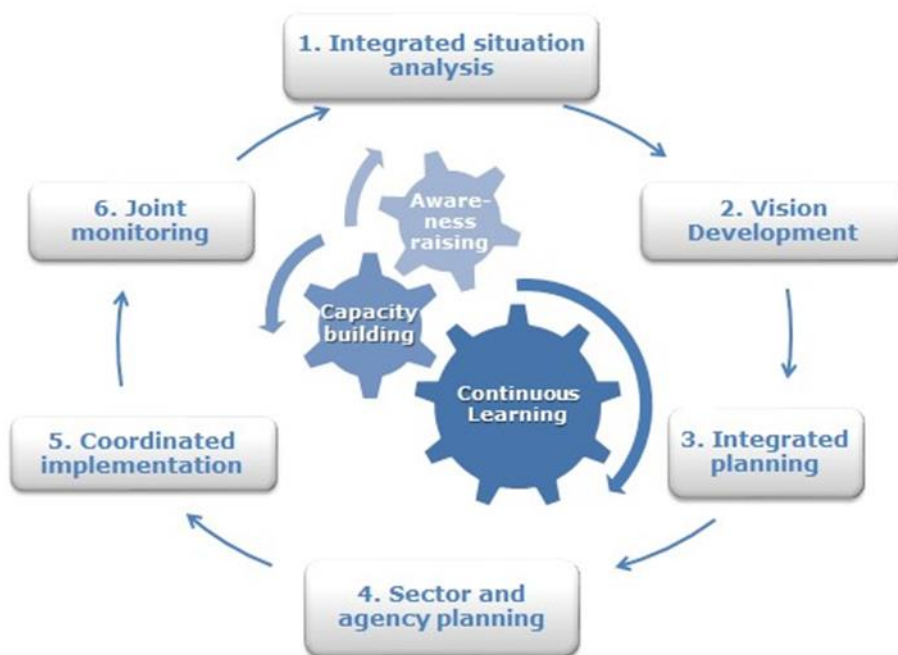 1. Integrated situation
analysis
2. Vision
Development
3. Integrated
planning
4. Sector and
agency planning
5. Coordinated
implementation
6. Joint
monitoring
Aware-
ness
raising
Capacity
building
Continuous
Learning